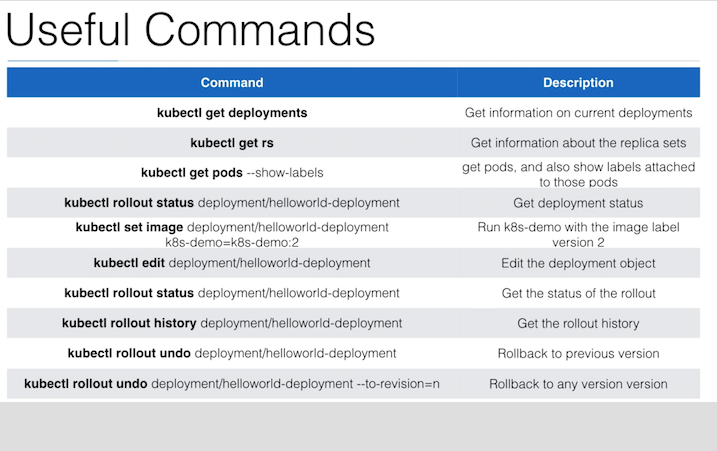 Useful Commands
Command Description
kubectl get deployments Get information on current deployments
kubectl get rs Get information about the replica sets
kubectl get pods --show-labels get pods, and also show labels attached
to those pods
kubectl rollout status deployment/helloworld-deployment Get deployment status
kubectl set image deployment/helloworld-deployment Run k8s-demo with the image label
k8s-demo=k8s-demo:2 version 2
kubectl edit deployment/helloworld-deployment Edit the deployment object
kubectl rollout status deployment/helloworld-deployment Get the status of the rollout
kubectl rollout history deployment/helloworld-deployment Get the rollout history
kubectl rollout undo deployment/helloworld-deployment Rollback to previous version
kubectl rollout undo deployment/helloworld-deployment --to-revision=n Rollback to any version version